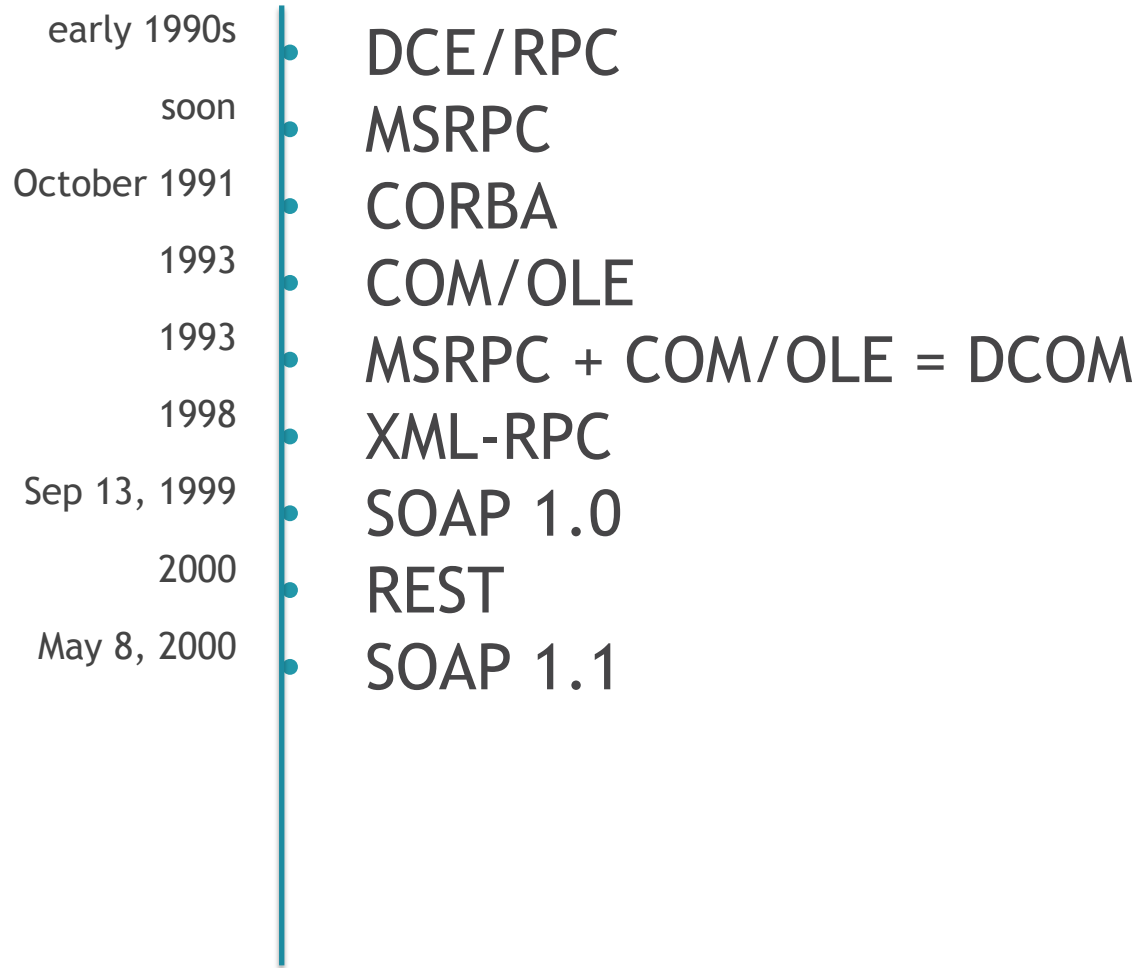 early 1990s DCE/RPC
soon MSRPC
October 1991 CORBA
1993 COM/OLE
1993 MSRPC + COM/OLE = DCOM
1998 XML-RPC
Sep 13, 1999 SOAP 1.0
2000 REST
May 8, 2000 SOAP 1.1